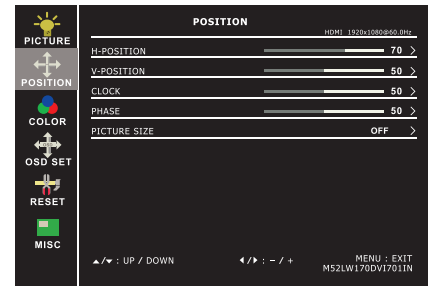 PICTURE
POSITION
COLOR
OSD SET
RESET
MISC
POSITION
HDMI 1920x1080@60.0Hz
H-POSITION 70 >
V-POSITION 50 >
CLOCK 50 >
PHASE 50 >
PICTURE SIZE OFF >
▲/▼ : UP / DOWN ◀/▶ : - / + MENU : EXIT
M52LW170DVI701IN